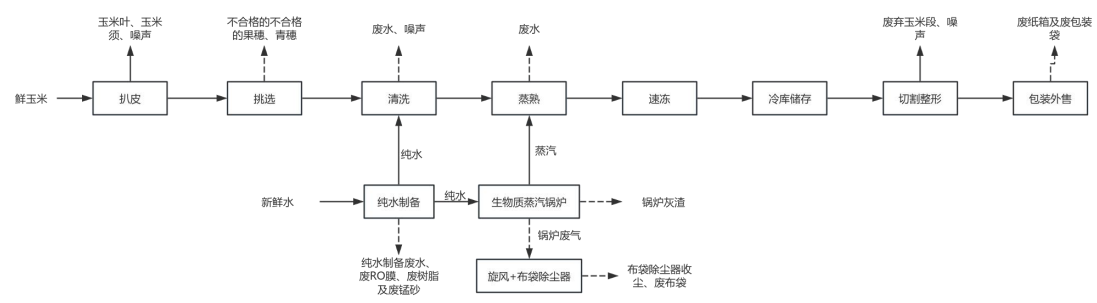 玉米叶、玉米
须、噪声
不合格的不合格
的果穗、青穗
废水、噪声
废水
废弃玉米段、噪
声
废纸箱及废包装
袋
鲜玉米
扒皮
挑选
清洗
蒸熟
速冻
冷库储存
切割整形
包装外售
纯水
蒸汽
新鲜水
纯水制备
纯水
生物质蒸汽锅炉
锅炉灰渣
锅炉废气
纯水制备废水、
废RO膜、废树脂
及废锰砂
旋风+布袋除尘器
布袋除尘器收
尘、废布袋